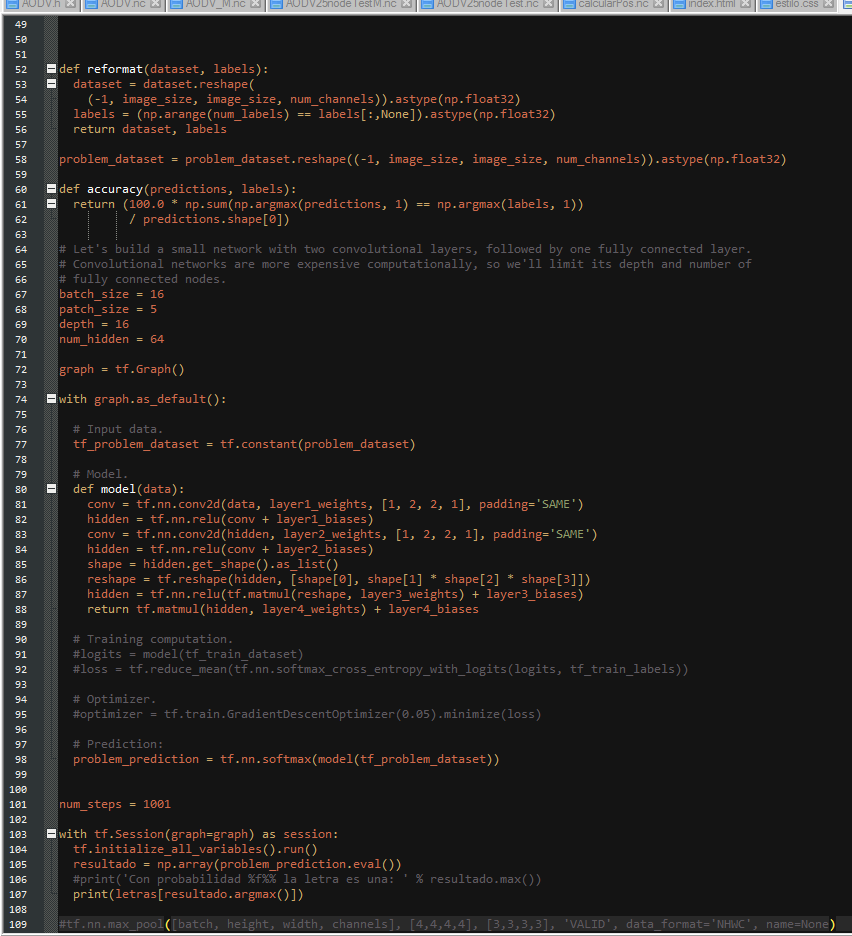 AODV.h AODV.nc AODV_M.nc AODV25nodeTestM.nc AODV25nodeTest.nc calcularPos.nc index.html estilo.css
49
50
51
52 def reformat(dataset, labels):
53 dataset = dataset.reshape(
54 (-1, image_size, image_size, num_channels)).astype(np.float32)
55 labels = (np.arange(num_labels) == labels[:,None]).astype(np.float32)
56 return dataset, labels
57
58 problem_dataset = problem_dataset.reshape((-1, image_size, image_size, num_channels)).astype(np.float32)
59
60 def accuracy(predictions, labels):
61 return (100.0 * np.sum(np.argmax(predictions, 1) == np.argmax(labels, 1))
62 / predictions.shape[0])
63
64 # Let's build a small network with two convolutional layers, followed by one fully connected layer.
65 # Convolutional networks are more expensive computationally, so we'll limit its depth and number of
66 # fully connected nodes.
67 batch_size = 16
68 patch_size = 5
69 depth = 16
70 num_hidden = 64
71
72 graph = tf.Graph()
73
74 with graph.as_default():
75
76 # Input data.
77 tf_problem_dataset = tf.constant(problem_dataset)
78
79 # Model.
80 def model(data):
81 conv = tf.nn.conv2d(data, layer1_weights, [1, 2, 2, 1], padding='SAME')
82 hidden = tf.nn.relu(conv + layer1_biases)
83 conv = tf.nn.conv2d(hidden, layer2_weights, [1, 2, 2, 1], padding='SAME')
84 hidden = tf.nn.relu(conv + layer2_biases)
85 shape = hidden.get_shape().as_list()
86 reshape = tf.reshape(hidden, [shape[0], shape[1] * shape[2] * shape[3]])
87 hidden = tf.nn.relu(tf.matmul(reshape, layer3_weights) + layer3_biases)
88 return tf.matmul(hidden, layer4_weights) + layer4_biases
89
90 # Training computation.
91 #logits = model(tf_train_dataset)
92 #loss = tf.reduce_mean(tf.nn.softmax_cross_entropy_with_logits(logits, tf_train_labels))
93
94 # Optimizer.
95 #optimizer = tf.train.GradientDescentOptimizer(0.05).minimize(loss)
96
97 # Prediction:
98 problem_prediction = tf.nn.softmax(model(tf_problem_dataset))
99
100
101 num_steps = 1001
102
103 with tf.Session(graph=graph) as session:
104 tf.initialize_all_variables().run()
105 resultado = np.array(problem_prediction.eval())
106 #print('Con probabilidad %f%% la letra es una: ' % resultado.max())
107 print(letras[resultado.argmax()])
108
109 #tf.nn.max_pool([batch, height, width, channels], [4,4,4,4], [3,3,3,3], 'VALID', data_format='NHWC', name=None)